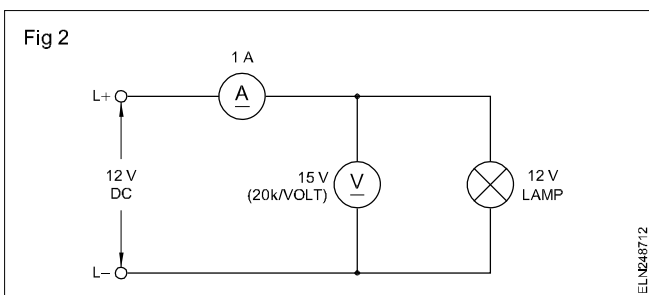 Fig 2
1 A
A
L+
12 V
DC
15 V
(20k/VOLT)
V
12 V
LAMP
L–
ELN248712